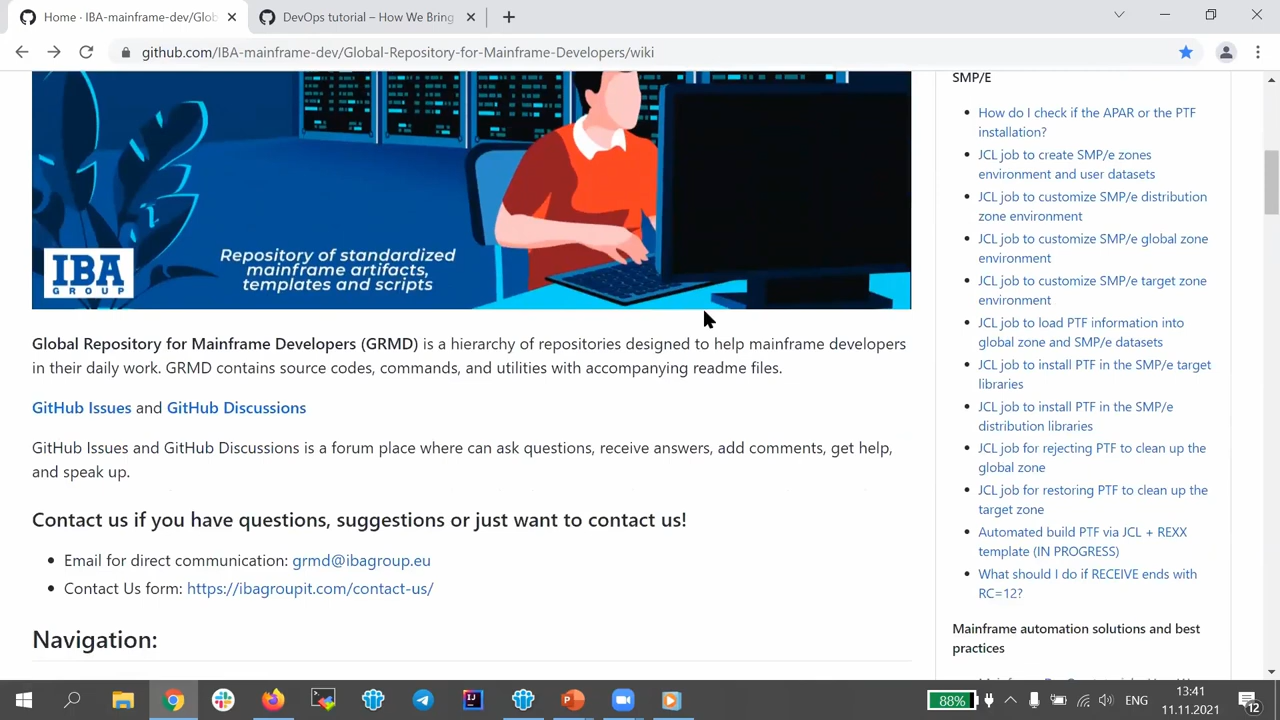 Home · IBA-mainframe-dev/Glob
DevOps tutorial – How We Bring
github.com/IBA-mainframe-dev/Global-Repository-for-Mainframe-Developers/wiki
IBA
GROUP
Repository of standardized
mainframe artifacts,
templates and scripts
Global Repository for Mainframe Developers (GRMD) is a hierarchy of repositories designed to help mainframe developers
in their daily work. GRMD contains source codes, commands, and utilities with accompanying readme files.
GitHub Issues and GitHub Discussions
GitHub Issues and GitHub Discussions is a forum place where can ask questions, receive answers, add comments, get help,
and speak up.
Contact us if you have questions, suggestions or just want to contact us!
Email for direct communication: grmd@ibagroup.eu
Contact Us form: https://ibagroupit.com/contact-us/
Navigation:
SMP/E
How do I check if the APAR or the PTF
installation?
JCL job to create SMP/e zones
environment and user datasets
JCL job to customize SMP/e distribution
zone environment
JCL job to customize SMP/e global zone
environment
JCL job to customize SMP/e target zone
environment
JCL job to load PTF information into
global zone and SMP/e datasets
JCL job to install PTF in the SMP/e target
libraries
JCL job to install PTF in the SMP/e
distribution libraries
JCL job for rejecting PTF to clean up the
global zone
JCL job for restoring PTF to clean up the
target zone
Automated build PTF via JCL + REXX
template (IN PROGRESS)
What should I do if RECEIVE ends with
RC=12?
Mainframe automation solutions and best
practices
88%
ENG
13:41
11.11.2021
12